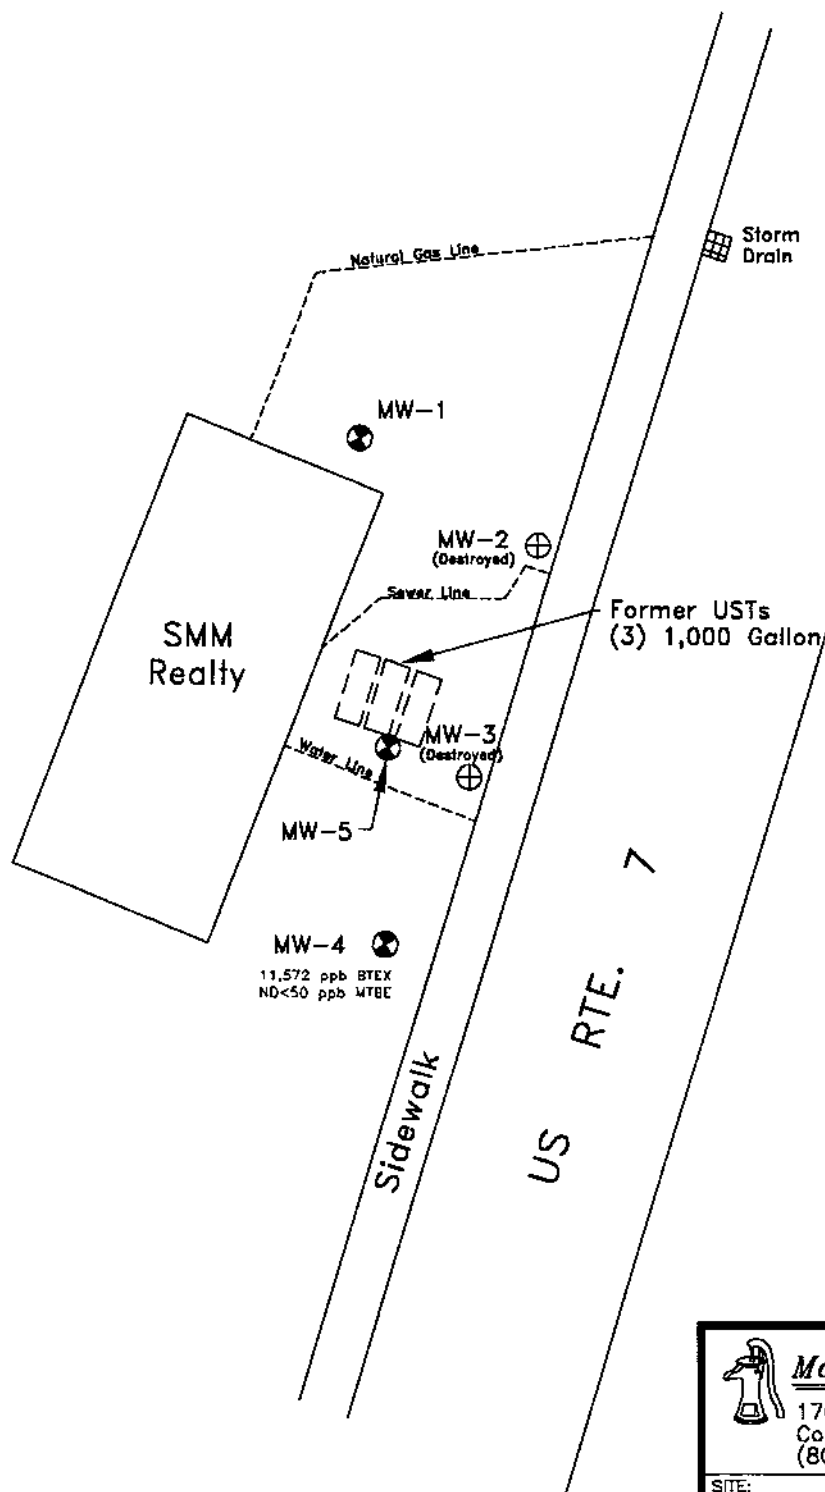 Storm
Drain
Natural Gas Line
MW-1
MW-2
(Destroyed)
Sewer Line
Former USTs
(3) 1,000 Gallon
SMM
Realty
MW-3
(Destroyed)
Water Line
MW-5
MW-4
11,572 ppb BTEX
ND<50 ppb MTBE
US RTE. 7
Sidewalk
Co
(80
SITE: